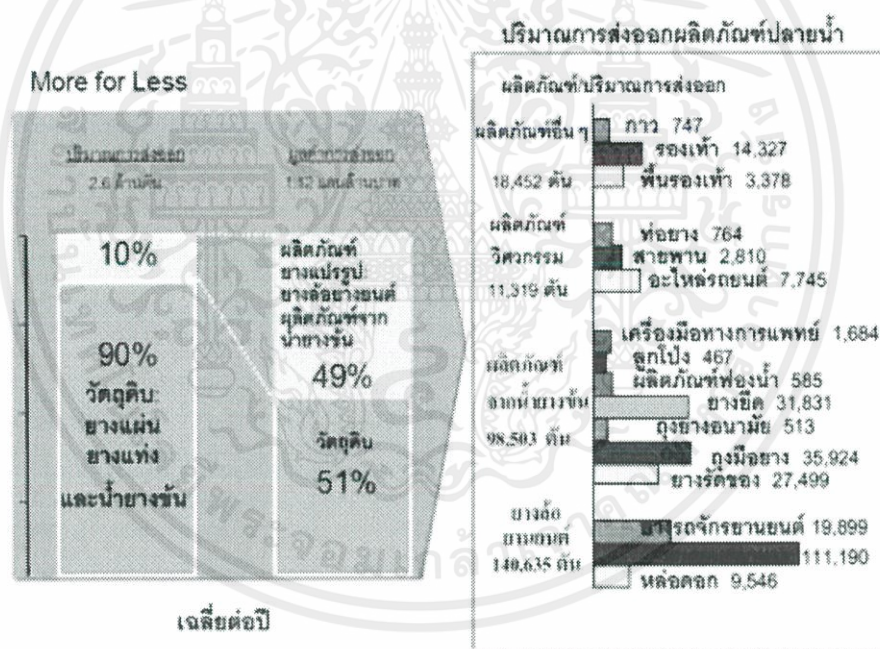 More for Less
ปริมาณการส่งออก
2.6 ล้านตัน
มูลค่าการส่งออก
1.12 แสนล้านบาท
10%
90%
วัตถุดิบ:
ยางแผ่น
ยางแท่ง
และน้ำยางข้น
ผลิตภัณฑ์
ยางแปรรูป
ยางล้อยางยนต์
ผลิตภัณฑ์จาก
น้ำยางข้น
49%
วัตถุดิบ
51%
เฉลี่ยต่อปี
ปริมาณการส่งออกผลิตภัณฑ์ปลายน้ำ
ผลิตภัณฑ์/ปริมาณการส่งออก
ผลิตภัณฑ์อื่น ๆ
18,452 ตัน
กาว 747
รองเท้า 14,327
พื้นรองเท้า 3,378
ผลิตภัณฑ์
วิศวกรรม
11,319 ตัน
ท่อยาง 764
สายพาน 2,810
อะไหล่รถยนต์ 7,745
ผลิตภัณฑ์
จากน้ำยางข้น
98,503 ตัน
เครื่องมือทางการแพทย์ 1,684
ลูกโป่ง 467
ผลิตภัณฑ์ฟองน้ำ 585
ยางยืด 31,831
ถุงยางอนามัย 513
ถุงมือยาง 35,924
ยางรัดของ 27,499
ยางล้อ
ยานยนต์
140,635 ตัน
ยางรถจักรยานยนต์ 19,899
111,190
หล่อดอก 9,546